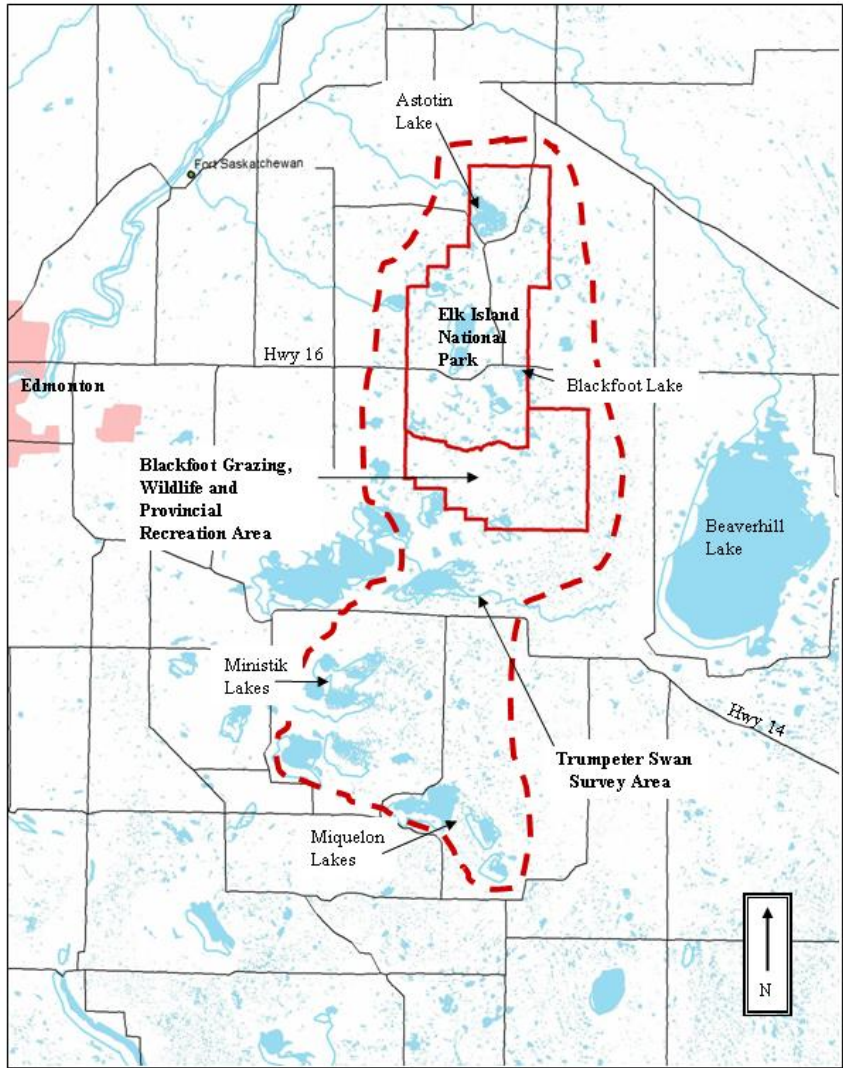 Astotin
Lake
Fort Saskatchewan
Elk Island
National
Park
Hwy 16
Edmonton
Blackfoot Lake
Blackfoot Grazing,
Wildlife and
Provincial
Recreation Area
Beaverhill
Lake
Ministik
Lakes
Hwy 14
Trumpeter Swan
Survey Area
Miquelon
Lakes
N